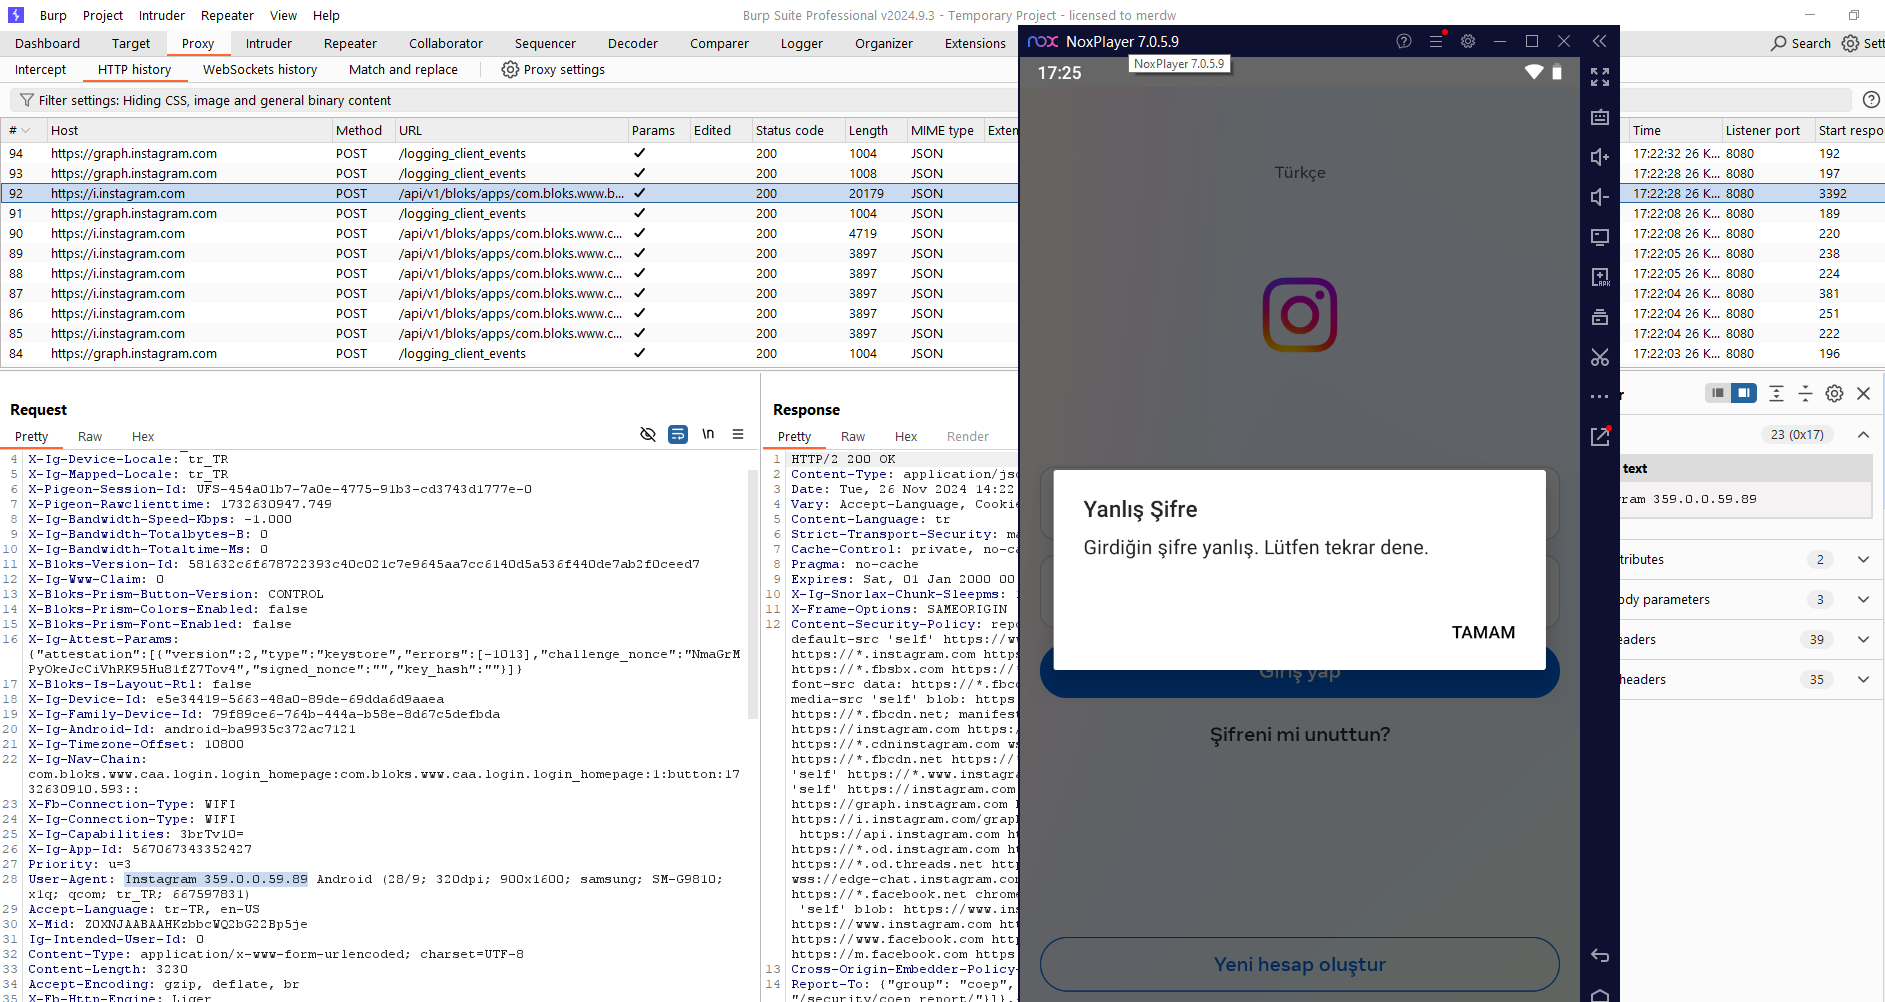 Burp Project Intruder Repeater View Help
Burp Suite Professional v2024.9.3 - Temporary Project - licensed to merdw
Dashboard Target Proxy Intruder Repeater Collaborator Sequencer Decoder Comparer Logger Organizer Extensions
Search Sett
Intercept HTTP history WebSockets history Match and replace Proxy settings
Filter settings: Hiding CSS, image and general binary content
# Host Method URL Params Edited Status code Length MIME type Exten Time Listener port Start respo
94 https://graph.instagram.com POST /logging_client_events ✓ 200 1004 JSON 17:22:32 26 K... 8080 192
93 https://graph.instagram.com POST /logging_client_events ✓ 200 1008 JSON 17:22:28 26 K... 8080 197
92 https://i.instagram.com POST /api/v1/bloks/apps/com.bloks.www.b... ✓ 200 20179 JSON 17:22:28 26 K... 8080 3392
91 https://graph.instagram.com POST /logging_client_events ✓ 200 1004 JSON 17:22:08 26 K... 8080 189
90 https://i.instagram.com POST /api/v1/bloks/apps/com.bloks.www.c... ✓ 200 4719 JSON 17:22:08 26 K... 8080 220
89 https://i.instagram.com POST /api/v1/bloks/apps/com.bloks.www.c... ✓ 200 3897 JSON 17:22:05 26 K... 8080 238
88 https://i.instagram.com POST /api/v1/bloks/apps/com.bloks.www.c... ✓ 200 3897 JSON 17:22:05 26 K... 8080 224
87 https://i.instagram.com POST /api/v1/bloks/apps/com.bloks.www.c... ✓ 200 3897 JSON 17:22:04 26 K... 8080 381
86 https://i.instagram.com POST /api/v1/bloks/apps/com.bloks.www.c... ✓ 200 3897 JSON 17:22:04 26 K... 8080 251
85 https://i.instagram.com POST /api/v1/bloks/apps/com.bloks.www.c... ✓ 200 3897 JSON 17:22:04 26 K... 8080 222
84 https://graph.instagram.com POST /logging_client_events ✓ 200 1004 JSON 17:22:03 26 K... 8080 196
Request
Pretty Raw Hex
\n
4 X-Ig-Device-Locale: tr_TR
5 X-Ig-Mapped-Locale: tr_TR
6 X-Pigeon-Session-Id: UFS-454a01b7-7a0e-4775-91b3-cd3743d1777e-0
7 X-Pigeon-Rawclienttime: 1732630947.749
8 X-Ig-Bandwidth-Speed-Kbps: -1.000
9 X-Ig-Bandwidth-Totalbytes-B: 0
10 X-Ig-Bandwidth-Totaltime-Ms: 0
11 X-Bloks-Version-Id: 581632c6f678722393c40c021c7e9645aa7cc6140d5a536f440de7ab2f0ceed7
12 X-Ig-Www-Claim: 0
13 X-Bloks-Prism-Button-Version: CONTROL
14 X-Bloks-Prism-Colors-Enabled: false
15 X-Bloks-Prism-Font-Enabled: false
16 X-Ig-Attest-Params:
{"attestation":[{"version":2,"type":"keystore","errors":[-1013],"challenge_nonce":"NmaGrM
PyOkeJcCiVhRK95Hu81fZ7Tov4","signed_nonce":"","key_hash":""}]}
17 X-Bloks-Is-Layout-Rtl: false
18 X-Ig-Device-Id: e5e34419-5663-48a0-89de-69dda6d9aaea
19 X-Ig-Family-Device-Id: 79f89ce6-764b-444a-b58e-8d67c5defbda
20 X-Ig-Android-Id: android-ba9935c372ac7121
21 X-Ig-Timezone-Offset: 10800
22 X-Ig-Nav-Chain:
com.bloks.www.caa.login.login_homepage:com.bloks.www.caa.login.login_homepage:1:button:17
32630910.593::
23 X-Fb-Connection-Type: WIFI
24 X-Ig-Connection-Type: WIFI
25 X-Ig-Capabilities: 3brTv10=
26 X-Ig-App-Id: 567067343352427
27 Priority: u=3
28 User-Agent: Instagram 359.0.0.59.89 Android (28/9; 320dpi; 900x1600; samsung; SM-G9810;
x1q; qcom; tr_TR; 667597831)
29 Accept-Language: tr-TR, en-US
30 X-Mid: Z0XNJAABAAHKzbbcWQ2bG22Bp5je
31 Ig-Intended-User-Id: 0
32 Content-Type: application/x-www-form-urlencoded; charset=UTF-8
33 Content-Length: 3230
34 Accept-Encoding: gzip, deflate, br
35 X-Fb-Http-Engine: Liger
Response
Pretty Raw Hex Render
1 HTTP/2 200 OK
2 Content-Type: application/jso
3 Date: Tue, 26 Nov 2024 14:22
4 Vary: Accept-Language, Cookie
5 Content-Language: tr
6 Strict-Transport-Security: ma
7 Cache-Control: private, no-ca
8 Pragma: no-cache
9 Expires: Sat, 01 Jan 2000 00
10 X-Ig-Snorlax-Chunk-Sleepms:
11 X-Frame-Options: SAMEORIGIN
12 Content-Security-Policy: repo
default-src 'self' https://ww
https://*.instagram.com https
https://*.fbsbx.com https://
font-src data: https://*.fbcd
media-src 'self' blob: https
https://*.fbcdn.net; manifest
https://instagram.com https:/
https://*.cdninstagram.com ws
https://*.fbcdn.net https://
'self' https://*.www.instagra
'self' https://instagram.com
https://graph.instagram.com h
https://i.instagram.com/graph
https://api.instagram.com ht
https://*.od.instagram.com ht
https://*.od.threads.net http
wss://edge-chat.instagram.com
https://*.facebook.net chrome
'self' blob: https://www.ins
https://www.instagram.com htt
https://www.facebook.com http
https://m.facebook.com https
13 Cross-Origin-Embedder-Policy-
14 Report-To: {"group": "coep",
"/security/coep_report/"}]},
nox NoxPlayer 7.0.5.9
NoxPlayer 7.0.5.9
17:25
Türkçe
Yanlış Şifre
Girdiğin şifre yanlış. Lütfen tekrar dene.
TAMAM
Giriş yap
Şifreni mi unuttun?
Yeni hesap oluştur
APK
r
23 (0x17)
text
ram 359.0.0.59.89
tributes 2
ody parameters 3
eaders 39
headers 35